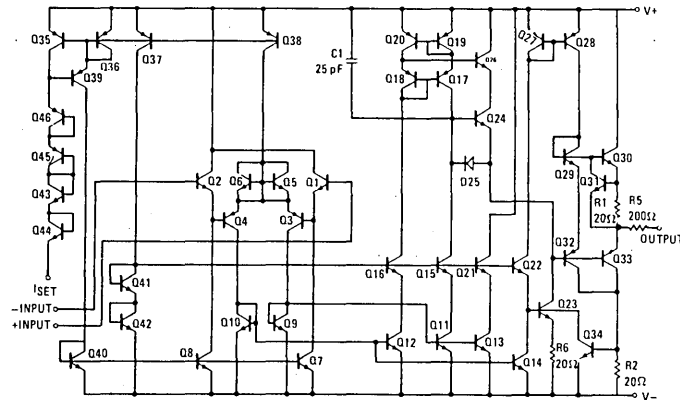 V+
Q35
Q36
Q37
Q38
Q39
Q20
Q19
Q27
Q28
C1
25 pF
Q26
Q18
Q17
Q46
Q24
Q45
Q6
Q5
Q2
Q1
D25
Q29
Q31
Q30
Q43
R1
20Ω
R5
200Ω
Q44
Q4
Q3
OUTPUT
Q32
Q33
ISET
Q41
Q16
Q15
Q21
Q22
-INPUT
+INPUT
Q42
Q10
Q9
Q23
Q11
Q12
Q13
Q34
Q40
Q8
Q7
Q14
R6
20Ω
R2
20Ω
V-